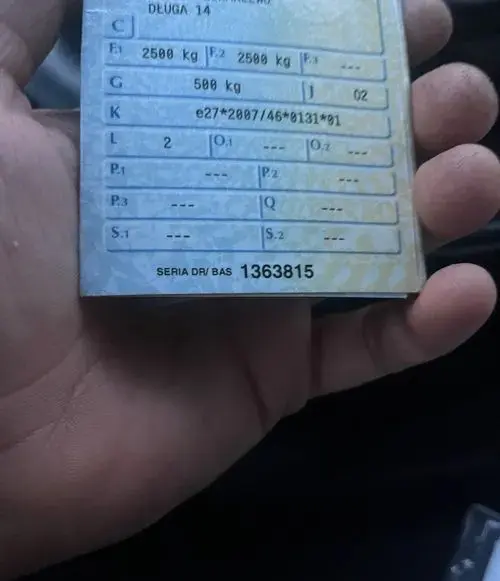 DŁUGA 14
C
F.1 2500 kg F.2 2500 kg F.3 ---
G 500 kg J O2
K e27*2007/46*0131*01
L 2 O.1 --- O.2 ---
P.1 --- P.2 ---
P.3 --- Q ---
S.1 --- S.2 ---
SERIA DR/ BAS 1363815